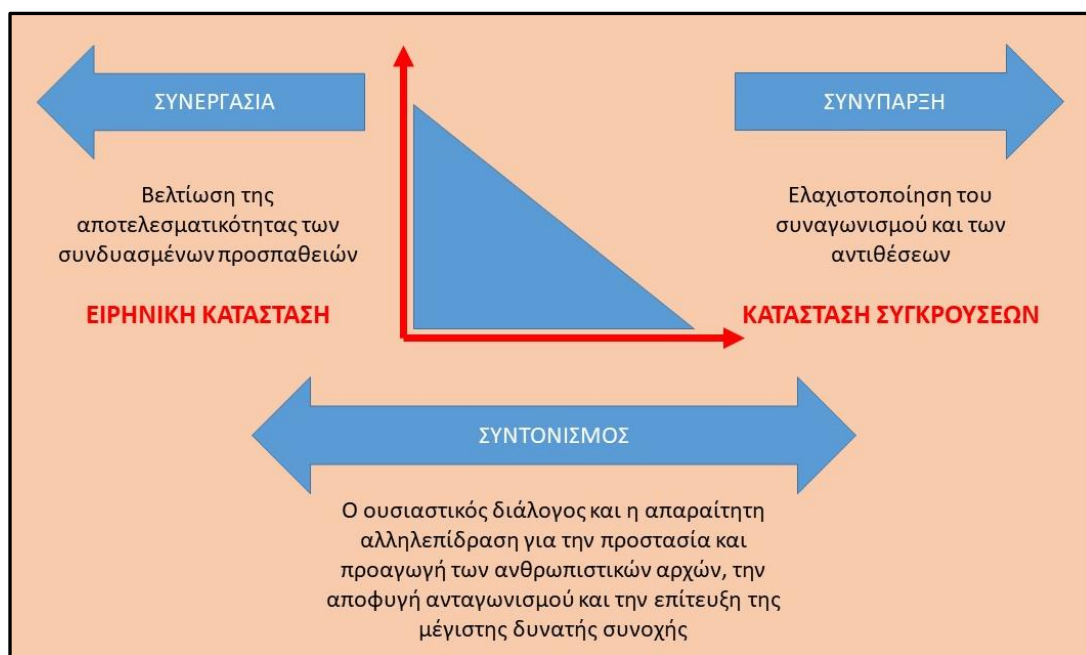 ΣΥΝΕΡΓΑΣΙΑ
Βελτίωση της
αποτελεσματικότητας των
συνδυασμένων προσπαθειών
ΕΙΡΗΝΙΚΗ ΚΑΤΑΣΤΑΣΗ
ΣΥΝΥΠΑΡΞΗ
Ελαχιστοποίηση του
συναγωνισμού και των
αντιθέσεων
ΚΑΤΑΣΤΑΣΗ ΣΥΓΚΡΟΥΣΕΩΝ
ΣΥΝΤΟΝΙΣΜΟΣ
Ο ουσιαστικός διάλογος και η απαραίτητη
αλληλεπίδραση για την προστασία και
προαγωγή των ανθρωπιστικών αρχών, την
αποφυγή ανταγωνισμού και την επίτευξη της
μέγιστης δυνατής συνοχής